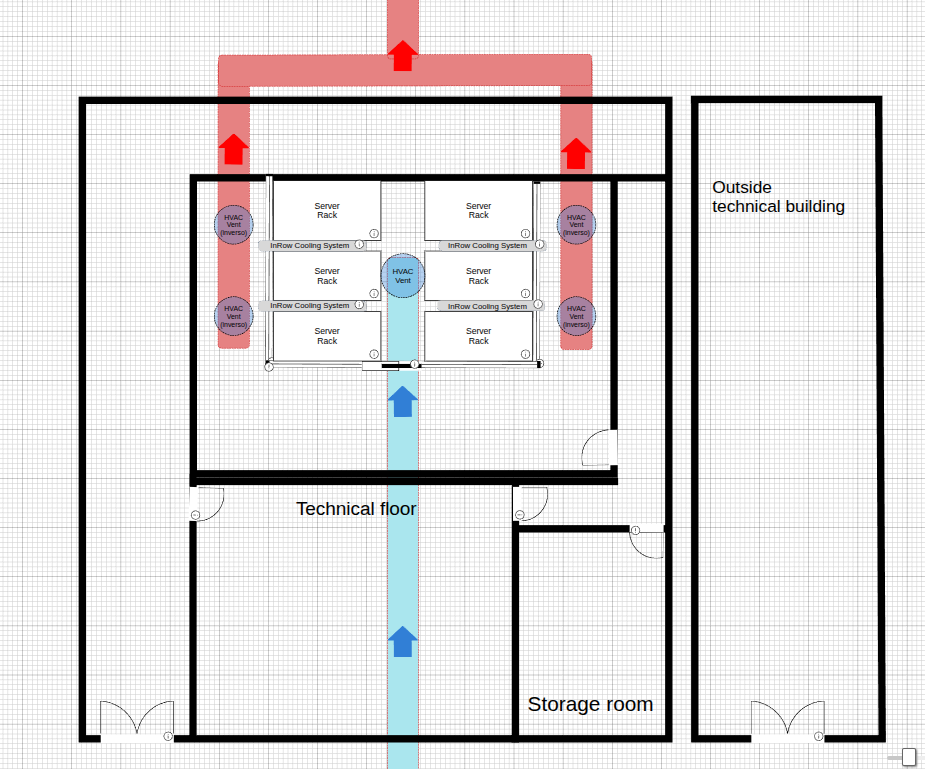 Outside
technical building
Server
Rack
Server
Rack
HVAC
Vent
(inverso)
HVAC
Vent
(inverso)
InRow Cooling System
InRow Cooling System
Server
Rack
HVAC
Vent
Server
Rack
HVAC
Vent
(inverso)
InRow Cooling System
InRow Cooling System
HVAC
Vent
(inverso)
Server
Rack
Server
Rack
Technical floor
Storage room